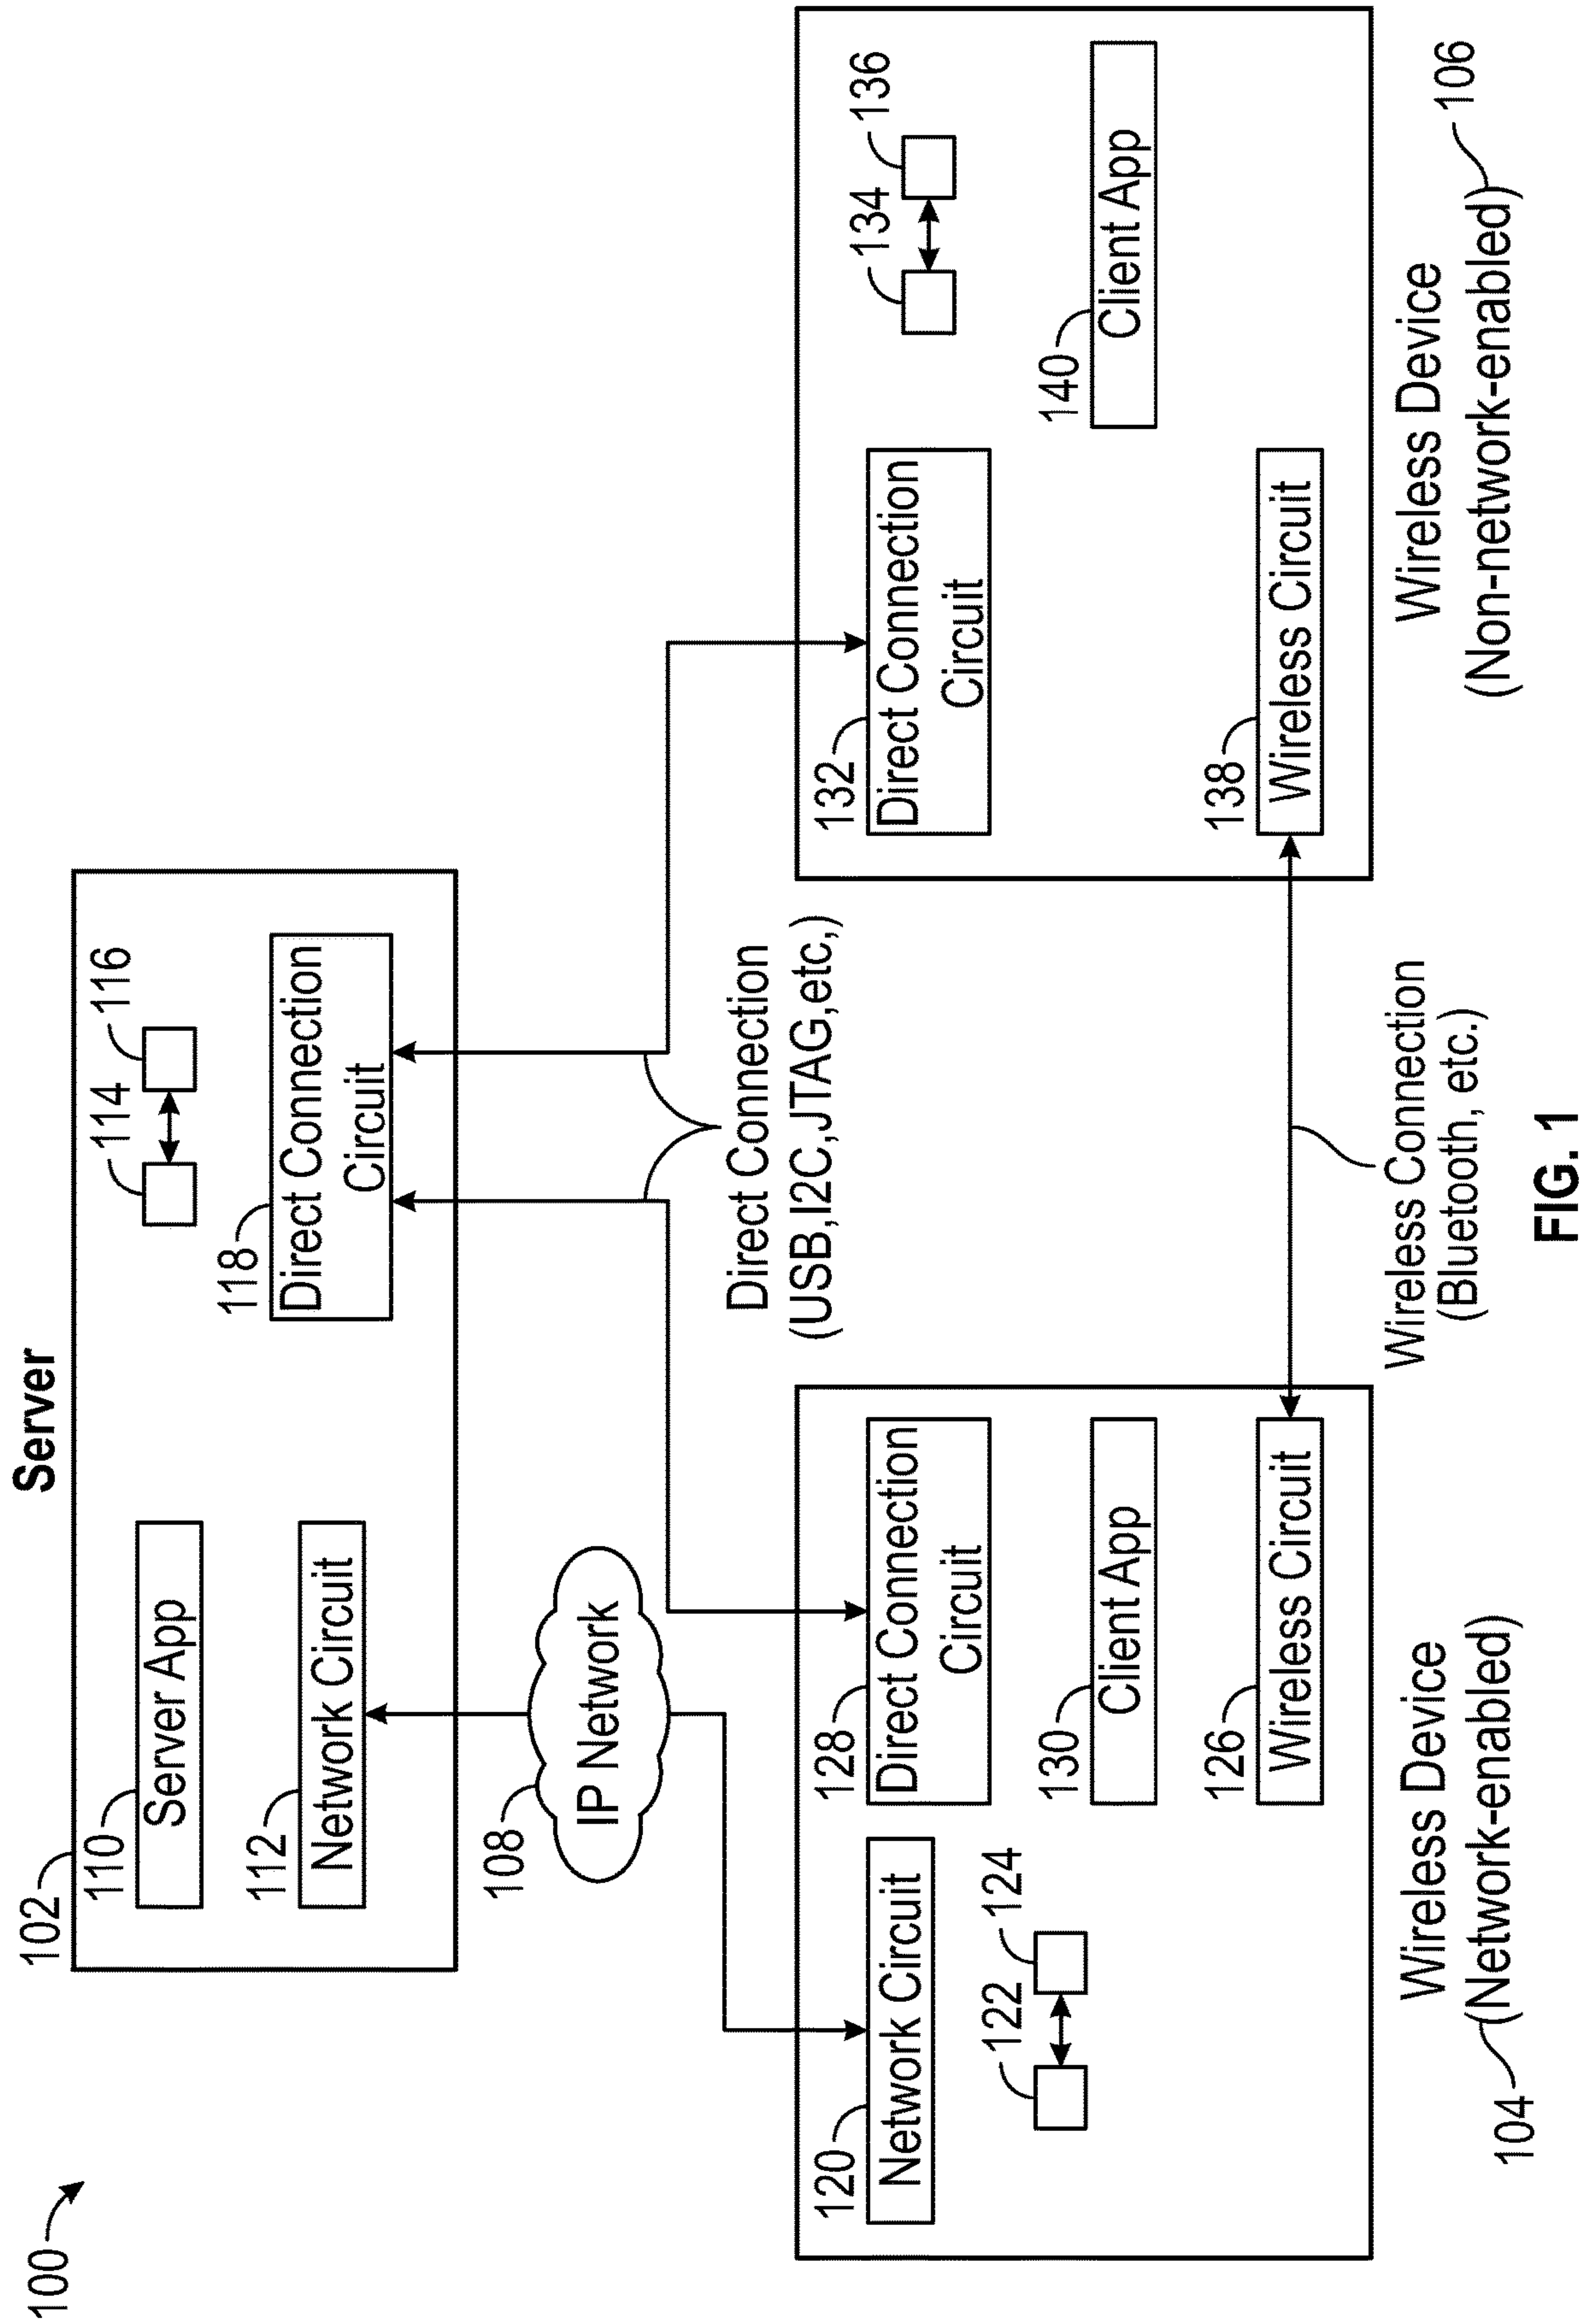 100
Server
102
110
Server App
114
116
112
Network Circuit
118
Direct Connection
Circuit
108
IP Network
Direct Connection
(USB,I2C,JTAG,etc,)
120
Network Circuit
122
124
128
Direct Connection
Circuit
130
Client App
126
Wireless Circuit
132
Direct Connection
Circuit
134
136
140
Client App
138
Wireless Circuit
Wireless Connection
(Bluetooth, etc.)
Wireless Device
(Network-enabled)
104
Wireless Device
(Non-network-enabled)
106
FIG. 1